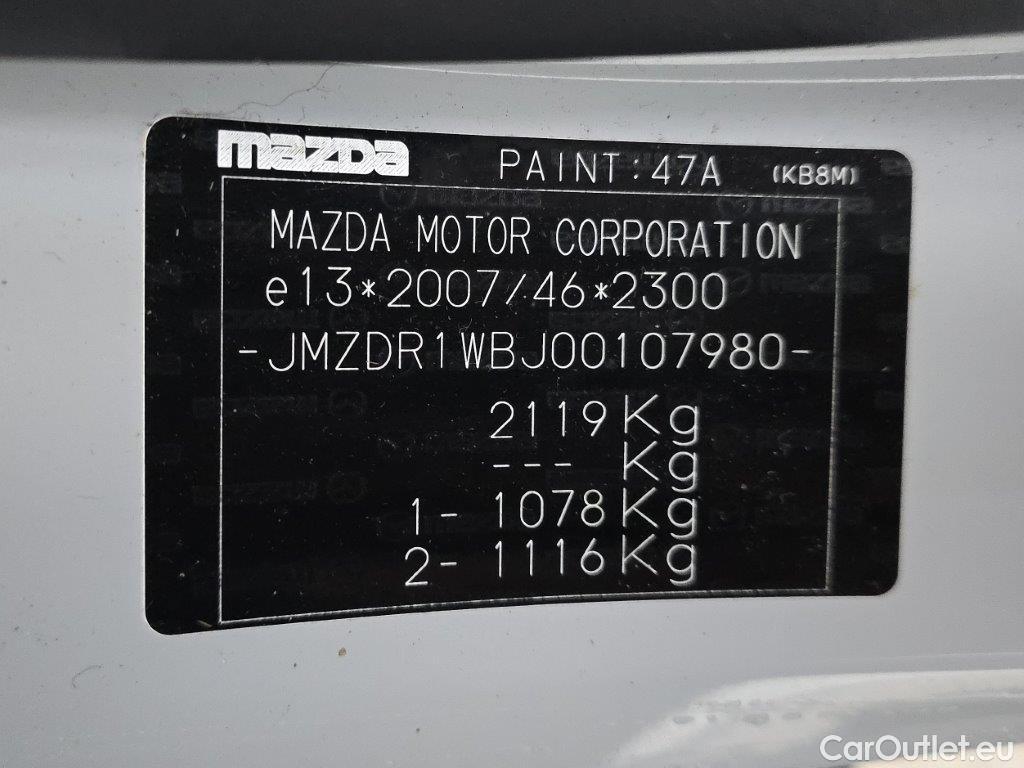 mazda PAINT:47A (KB8M)
MAZDA MOTOR CORPORATION
e13*2007/46*2300
-JMZDR1WBJ00107980-
2119Kg
--- Kg
1- 1078Kg
2- 1116Kg
CarOutlet.eu